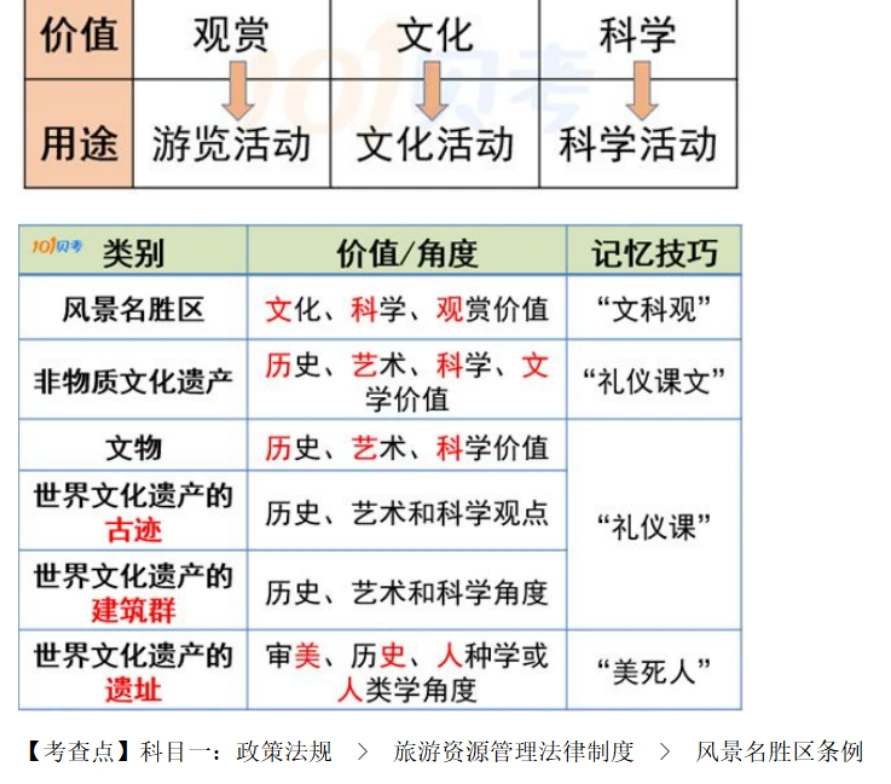 价值 观赏 文化 科学
用途 游览活动 文化活动 科学活动
101贝考
101贝考 类别 价值/角度 记忆技巧
风景名胜区 文化、科学、观赏价值 “文科观”
非物质文化遗产 历史、艺术、科学、文学价值 “礼仪课文”
文物 历史、艺术、科学价值
世界文化遗产的古迹 历史、艺术和科学观点 “礼仪课”
世界文化遗产的建筑群 历史、艺术和科学角度
世界文化遗产的遗址 审美、历史、人种学或人类学角度 “美死人”
【考查点】科目一：政策法规 > 旅游资源管理法律制度 > 风景名胜区条例